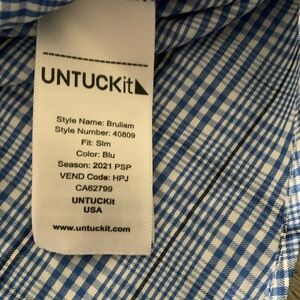 UNTUCKit
Style Name: Bruliam
Style Number: 40809
Fit: Slm
Color: Blu
Season: 2021 PSP
VEND Code: HPJ
CA62799
UNTUCKit
USA
www.untuckit.com